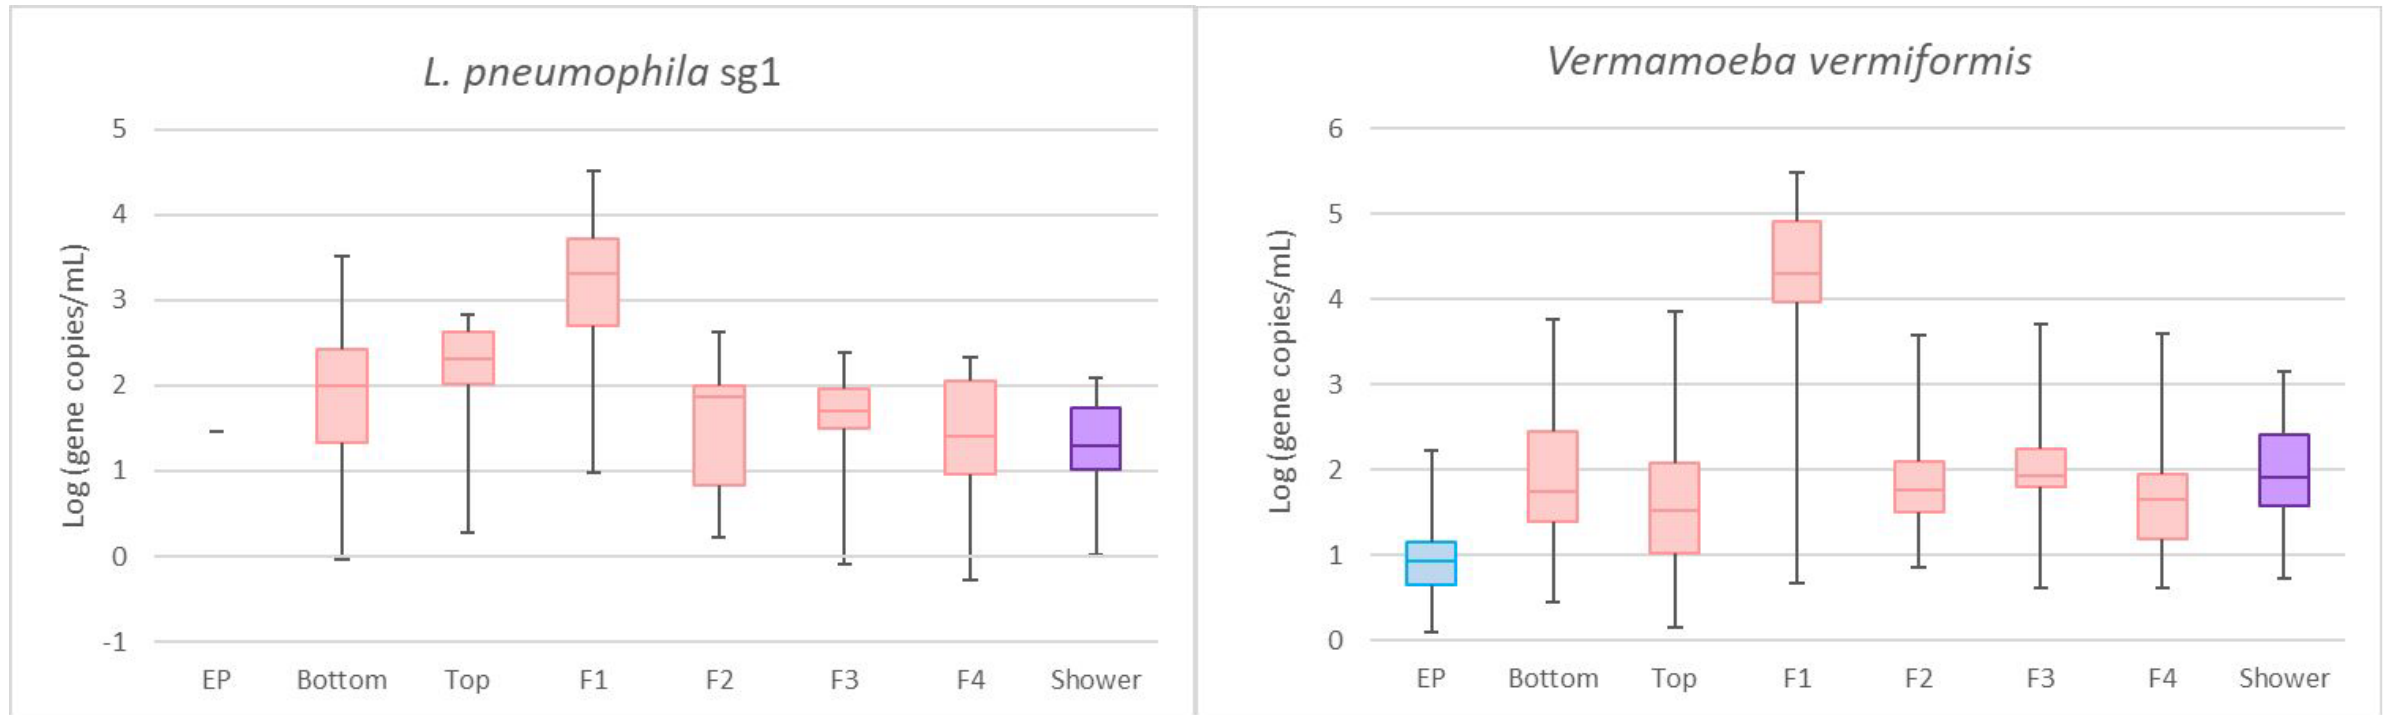 L. pneumophila sg1
Log (gene copies/mL)
5
4
3
2
1
0
-1
EP Bottom Top F1 F2 F3 F4 Shower
Vermamoeba vermiformis
Log (gene copies/mL)
6
5
4
3
2
1
0
EP Bottom Top F1 F2 F3 F4 Shower